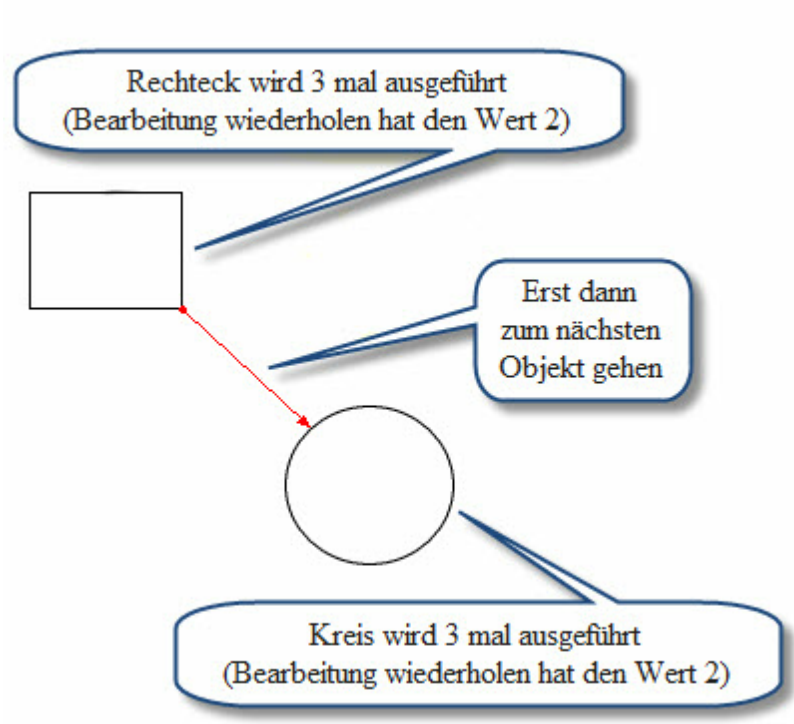 Rechteck wird 3 mal ausgeführt
(Bearbeitung wiederholen hat den Wert 2)
Erst dann
zum nächsten
Objekt gehen
Kreis wird 3 mal ausgeführt
(Bearbeitung wiederholen hat den Wert 2)